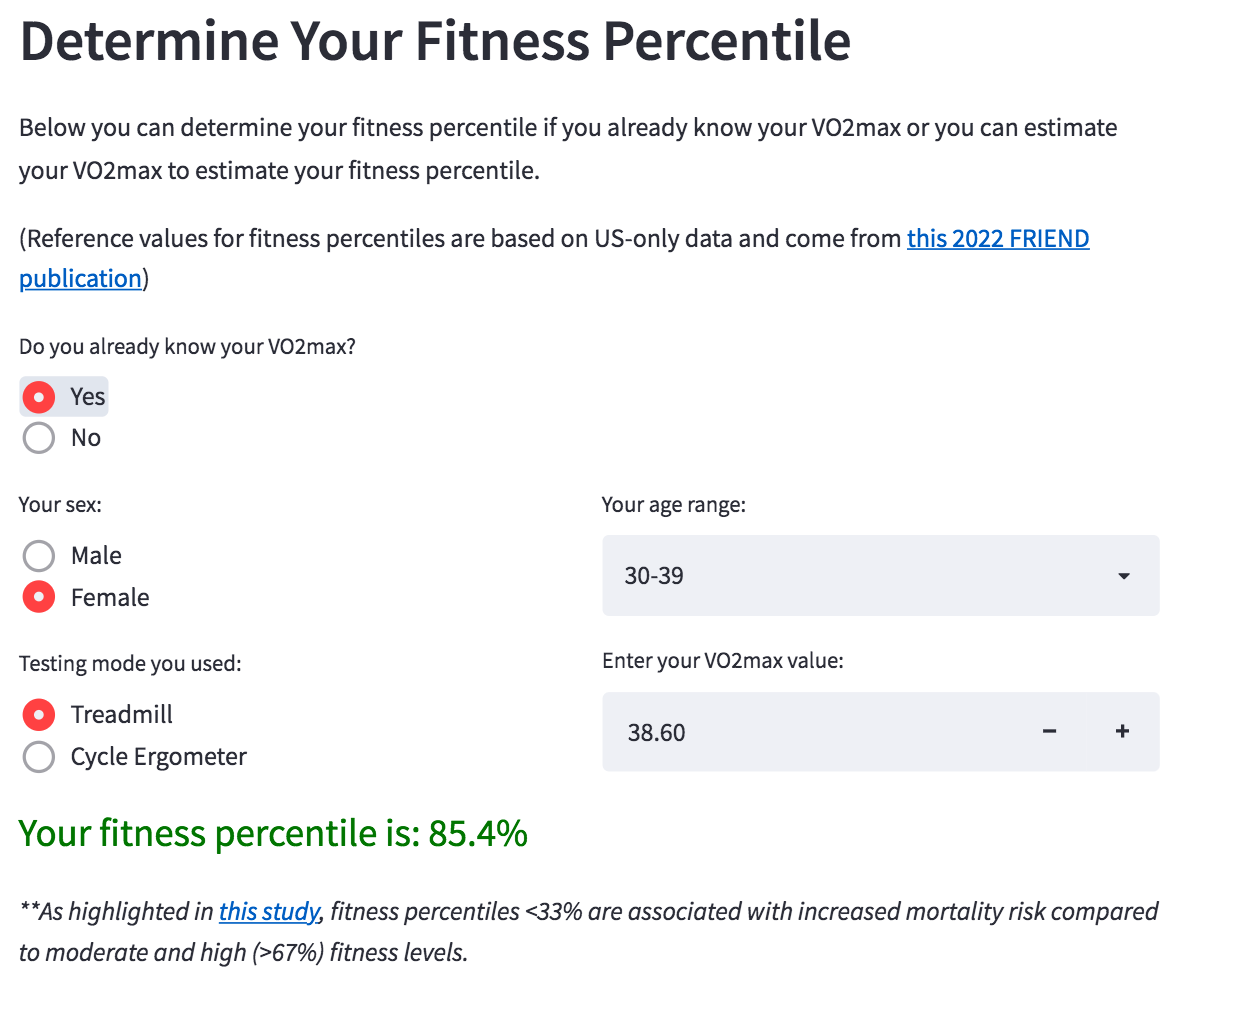 Determine Your Fitness Percentile
Below you can determine your fitness percentile if you already know your VO2max or you can estimate
your VO2max to estimate your fitness percentile.
(Reference values for fitness percentiles are based on US-only data and come from this 2022 FRIEND
publication)
Do you already know your VO2max?
Yes
No
Your sex:
Male
Female
Your age range:
30-39
Testing mode you used:
Treadmill
Cycle Ergometer
Enter your VO2max value:
38.60
Your fitness percentile is: 85.4%
**As highlighted in this study, fitness percentiles <33% are associated with increased mortality risk compared
to moderate and high (>67%) fitness levels.